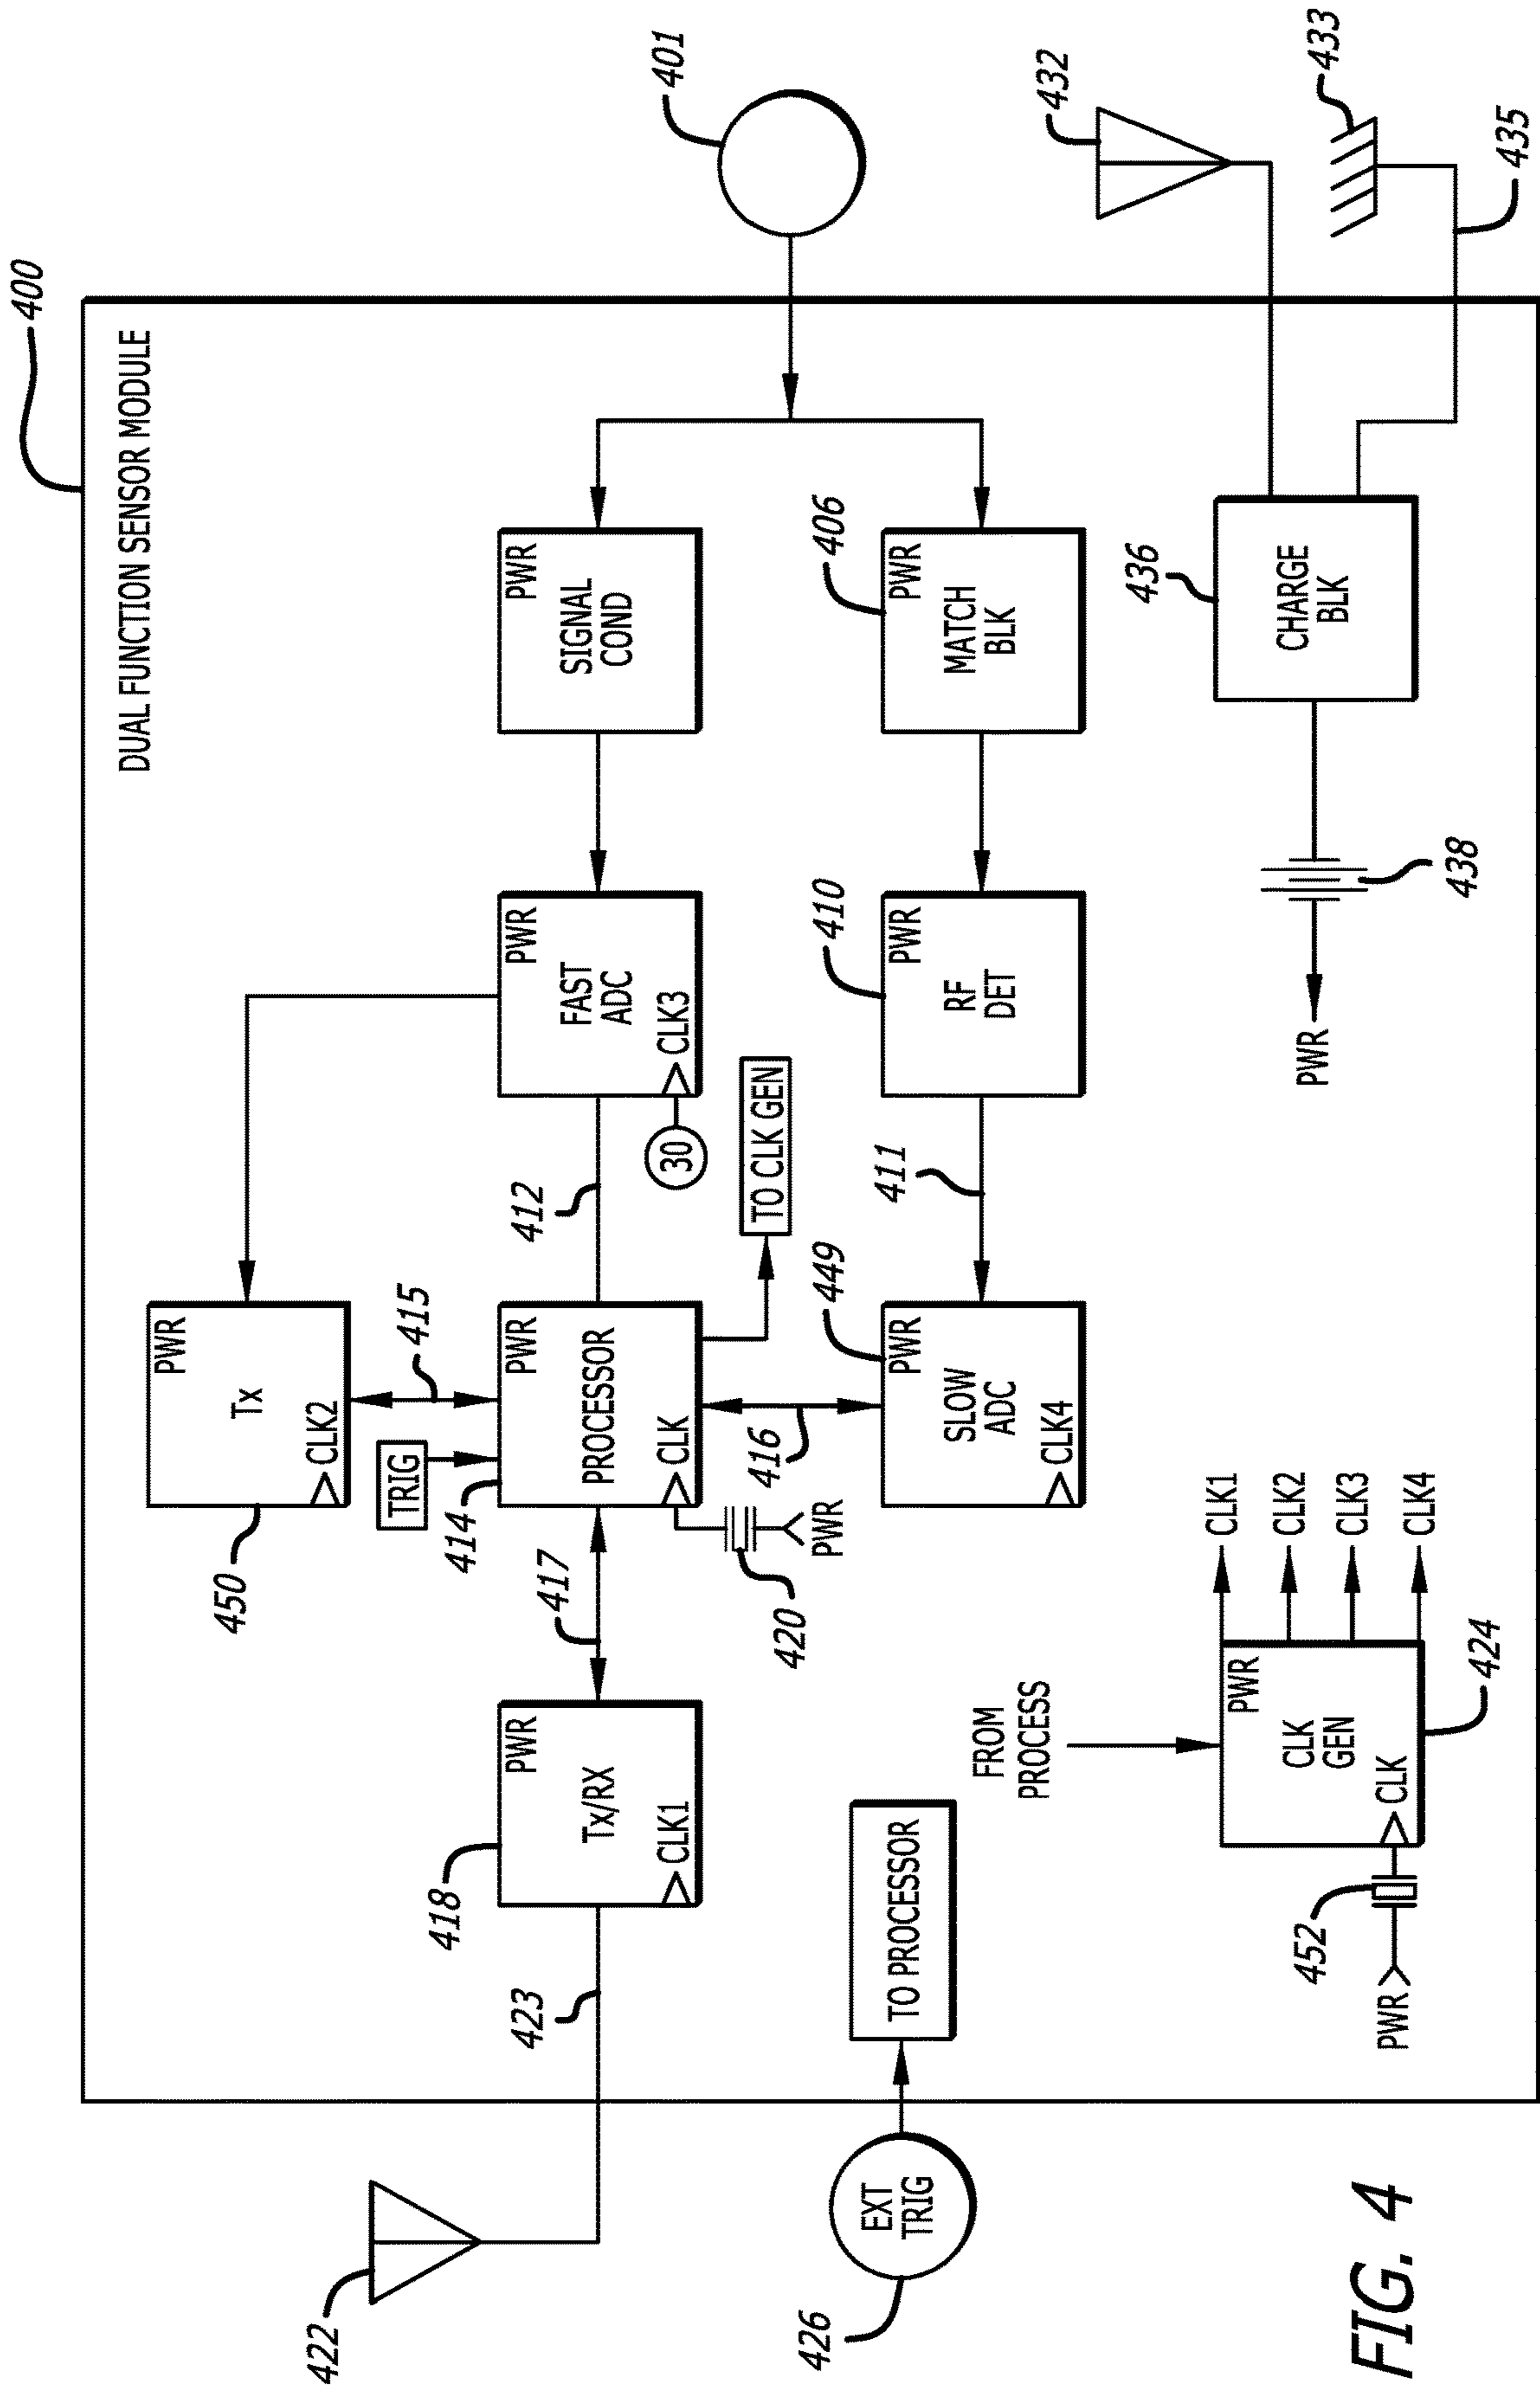 400
DUAL FUNCTION SENSOR MODULE
401
432
433
435
450
PWR
Tx
CLK2
415
TRIG
414
422
423
418
PWR
Tx/RX
CLK1
417
PWR
PROCESSOR
CLK
412
PWR
FAST
ADC
CLK3
30
PWR
SIGNAL
COND
420
PWR
416
TO CLK GEN
426
EXT
TRIG
TO PROCESSOR
449
PWR
SLOW
ADC
CLK4
411
410
PWR
RF
DET
406
PWR
MATCH
BLK
FROM
PROCESS
PWR
452
PWR
CLK
GEN
CLK
424
CLK1
CLK2
CLK3
CLK4
PWR
438
436
CHARGE
BLK
FIG. 4